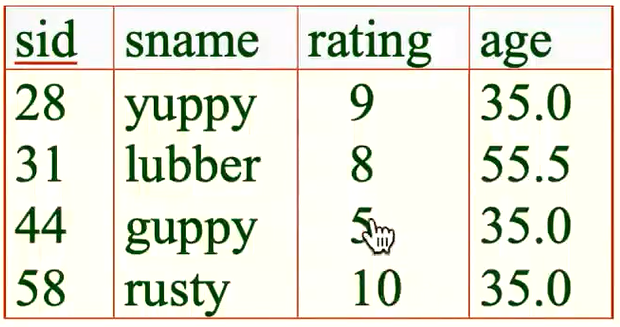 sid sname rating age
28 yuppy 9 35.0
31 lubber 8 55.5
44 guppy 5 35.0
58 rusty 10 35.0